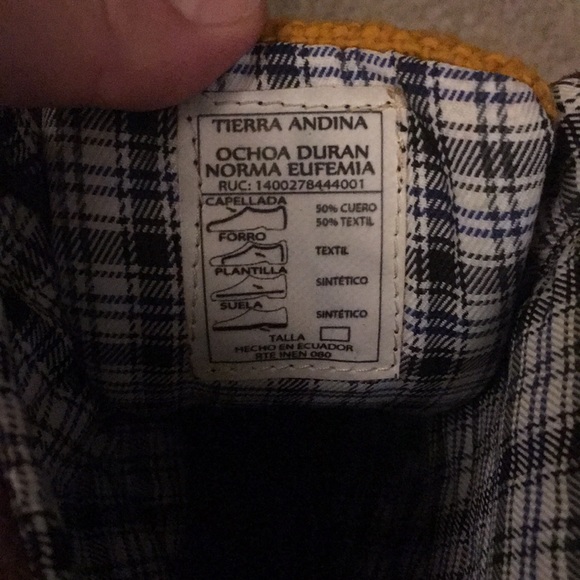 TIERRA ANDINA
OCHOA DURAN
NORMA EUFEMIA
RUC: 1400278444001
CAPELLADA
50% CUERO
50% TEXTIL
FORRO
TEXTIL
PLANTILLA
SINTÉTICO
SUELA
SINTÉTICO
TALLA
HECHO EN ECUADOR
RTE INEN 080